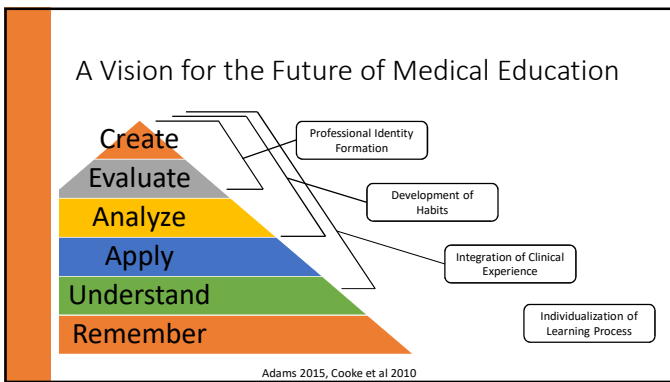 A Vision for the Future of Medical Education
Create
Evaluate
Analyze
Apply
Understand
Remember
Professional Identity
Formation
Development of
Habits
Integration of Clinical
Experience
Individualization of
Learning Process
Adams 2015, Cooke et al 2010